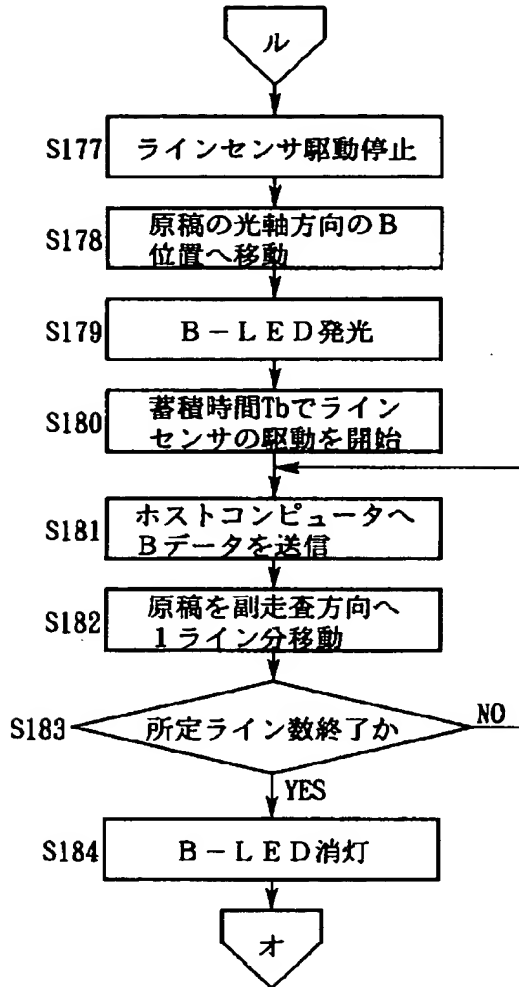 ル
S177
ラインセンサ駆動停止
S178
原稿の光軸方向のB
位置へ移動
S179
B-LED発光
S180
蓄積時間Tbでライン
センサの駆動を開始
S181
ホストコンピュータへ
Bデータを送信
S182
原稿を副走査方向へ
1ライン分移動
S183
所定ライン数終了か
NO
YES
S184
B-LED消灯
オ